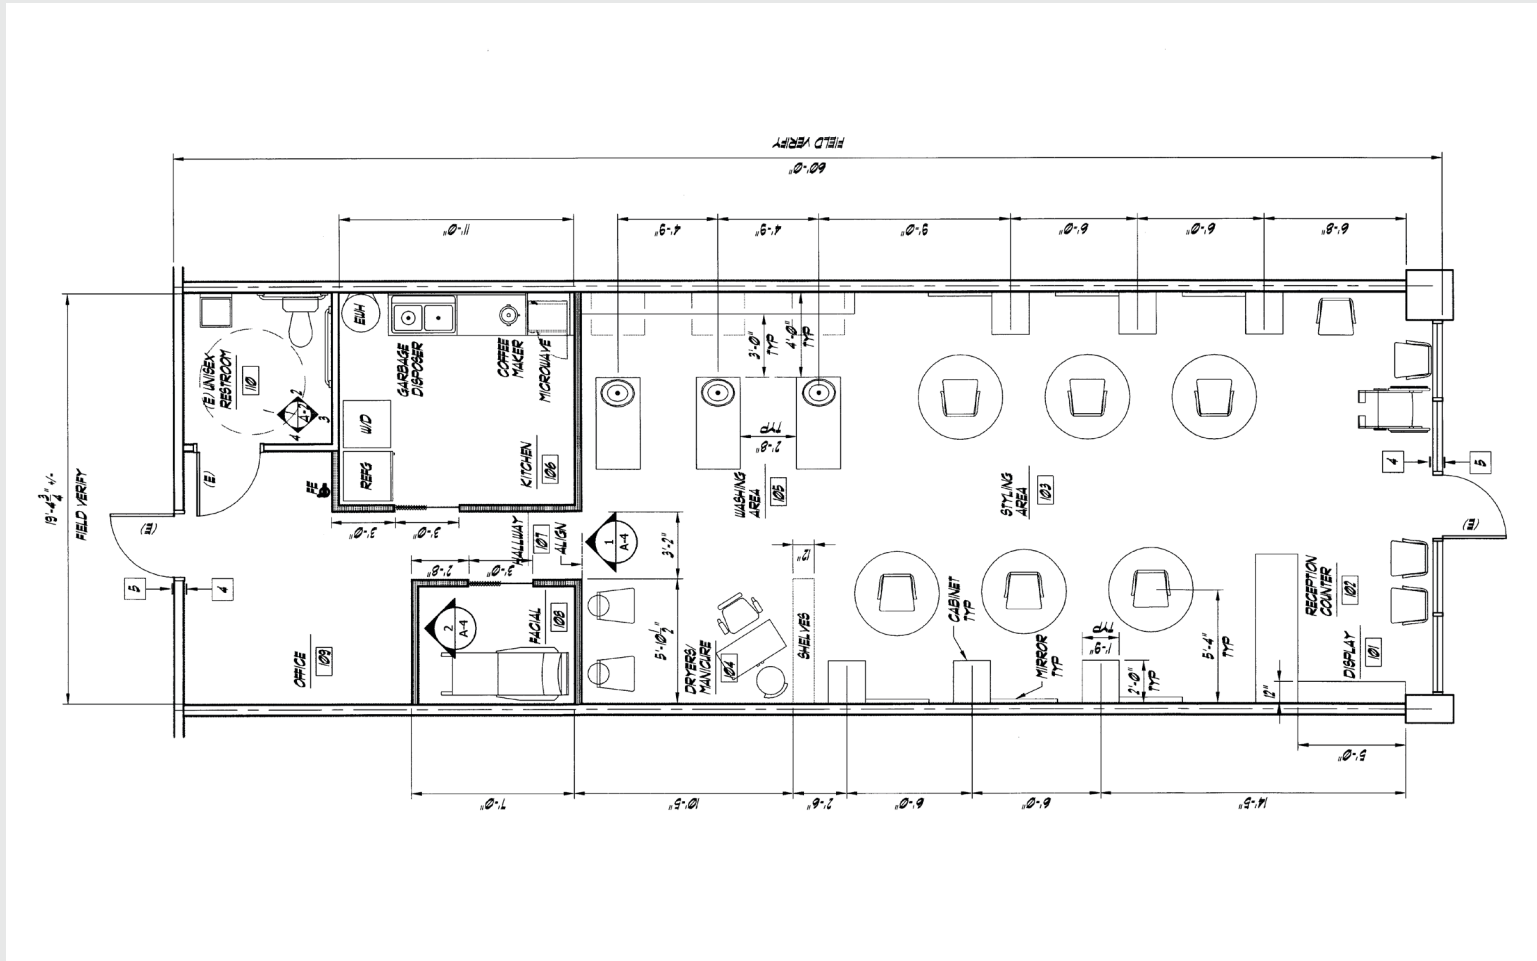 FIELD VERIFY
60'-0"
11'-0"
4'-9"
4'-9"
9'-0"
6'-0"
6'-0"
6'-8"
19'-4 3/4" +/-
FIELD VERIFY
(E) UNISEX
RESTROOM
110
1
2
3
4
A-2
EWH
GARBAGE
DISPOSER
COFFEE
MAKER
MICROWAVE
W/D
REFG
KITCHEN
106
FE
(E)
(E)
3'-0"
3'-0"
HALLWAY
107
ALIGN
1
A-4
3'-2"
2'-8"
3'-0"
5
4
OFFICE
109
2
A-4
FACIAL
108
5'-10 1/2"
DRYERS/
MANICURE
104
SHELVES
12"
3'-0"
TYP
4'-0"
TYP
TYP
2'-8"
WASHING
AREA
105
STYLING
AREA
103
CABINET
TYP
MIRROR
TYP
TYP
1'-9"
2'-0"
TYP
5'-4"
TYP
12"
RECEPTION
COUNTER
102
DISPLAY
101
4
5
(E)
5'-0"
7'-0"
10'-5"
2'-6"
6'-0"
6'-0"
14'-5"